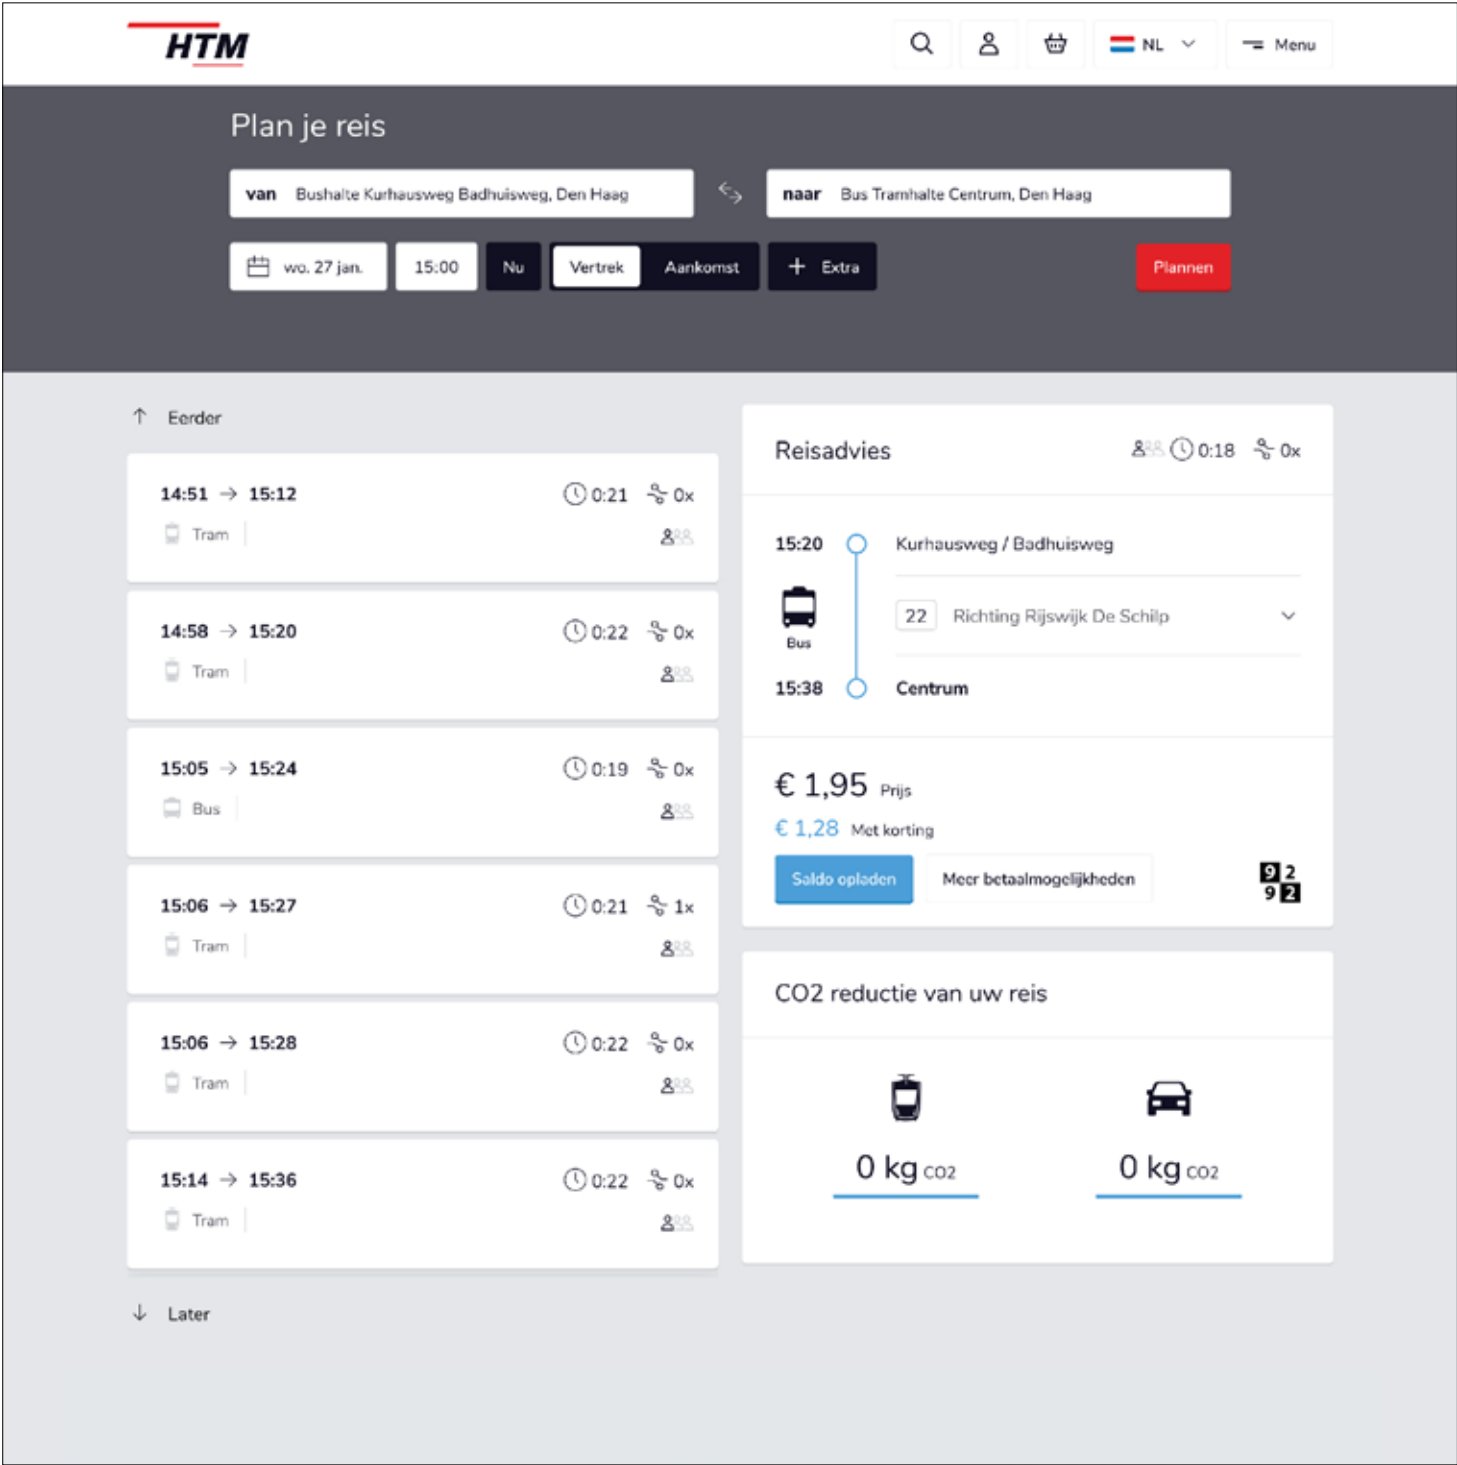 HTM
NL
Menu
Plan je reis
van Bushalte Kurhausweg Badhuisweg, Den Haag
naar Bus Tramhalte Centrum, Den Haag
wo. 27 jan.
15:00
Nu
Vertrek
Aankomst
+ Extra
Plannen
↑ Eerder
14:51 → 15:12 0:21 0x
Tram
14:58 → 15:20 0:22 0x
Tram
15:05 → 15:24 0:19 0x
Bus
15:06 → 15:27 0:21 1x
Tram
15:06 → 15:28 0:22 0x
Tram
15:14 → 15:36 0:22 0x
Tram
↓ Later
Reisadvies 0:18 0x
15:20 Kurhausweg / Badhuisweg
22 Richting Rijswijk De Schilp
Bus
15:38 Centrum
€ 1,95 Prijs
€ 1,28 Met korting
Saldo opladen
Meer betaalmogelijkheden
9 2
9 2
CO2 reductie van uw reis
0 kg CO2
0 kg CO2